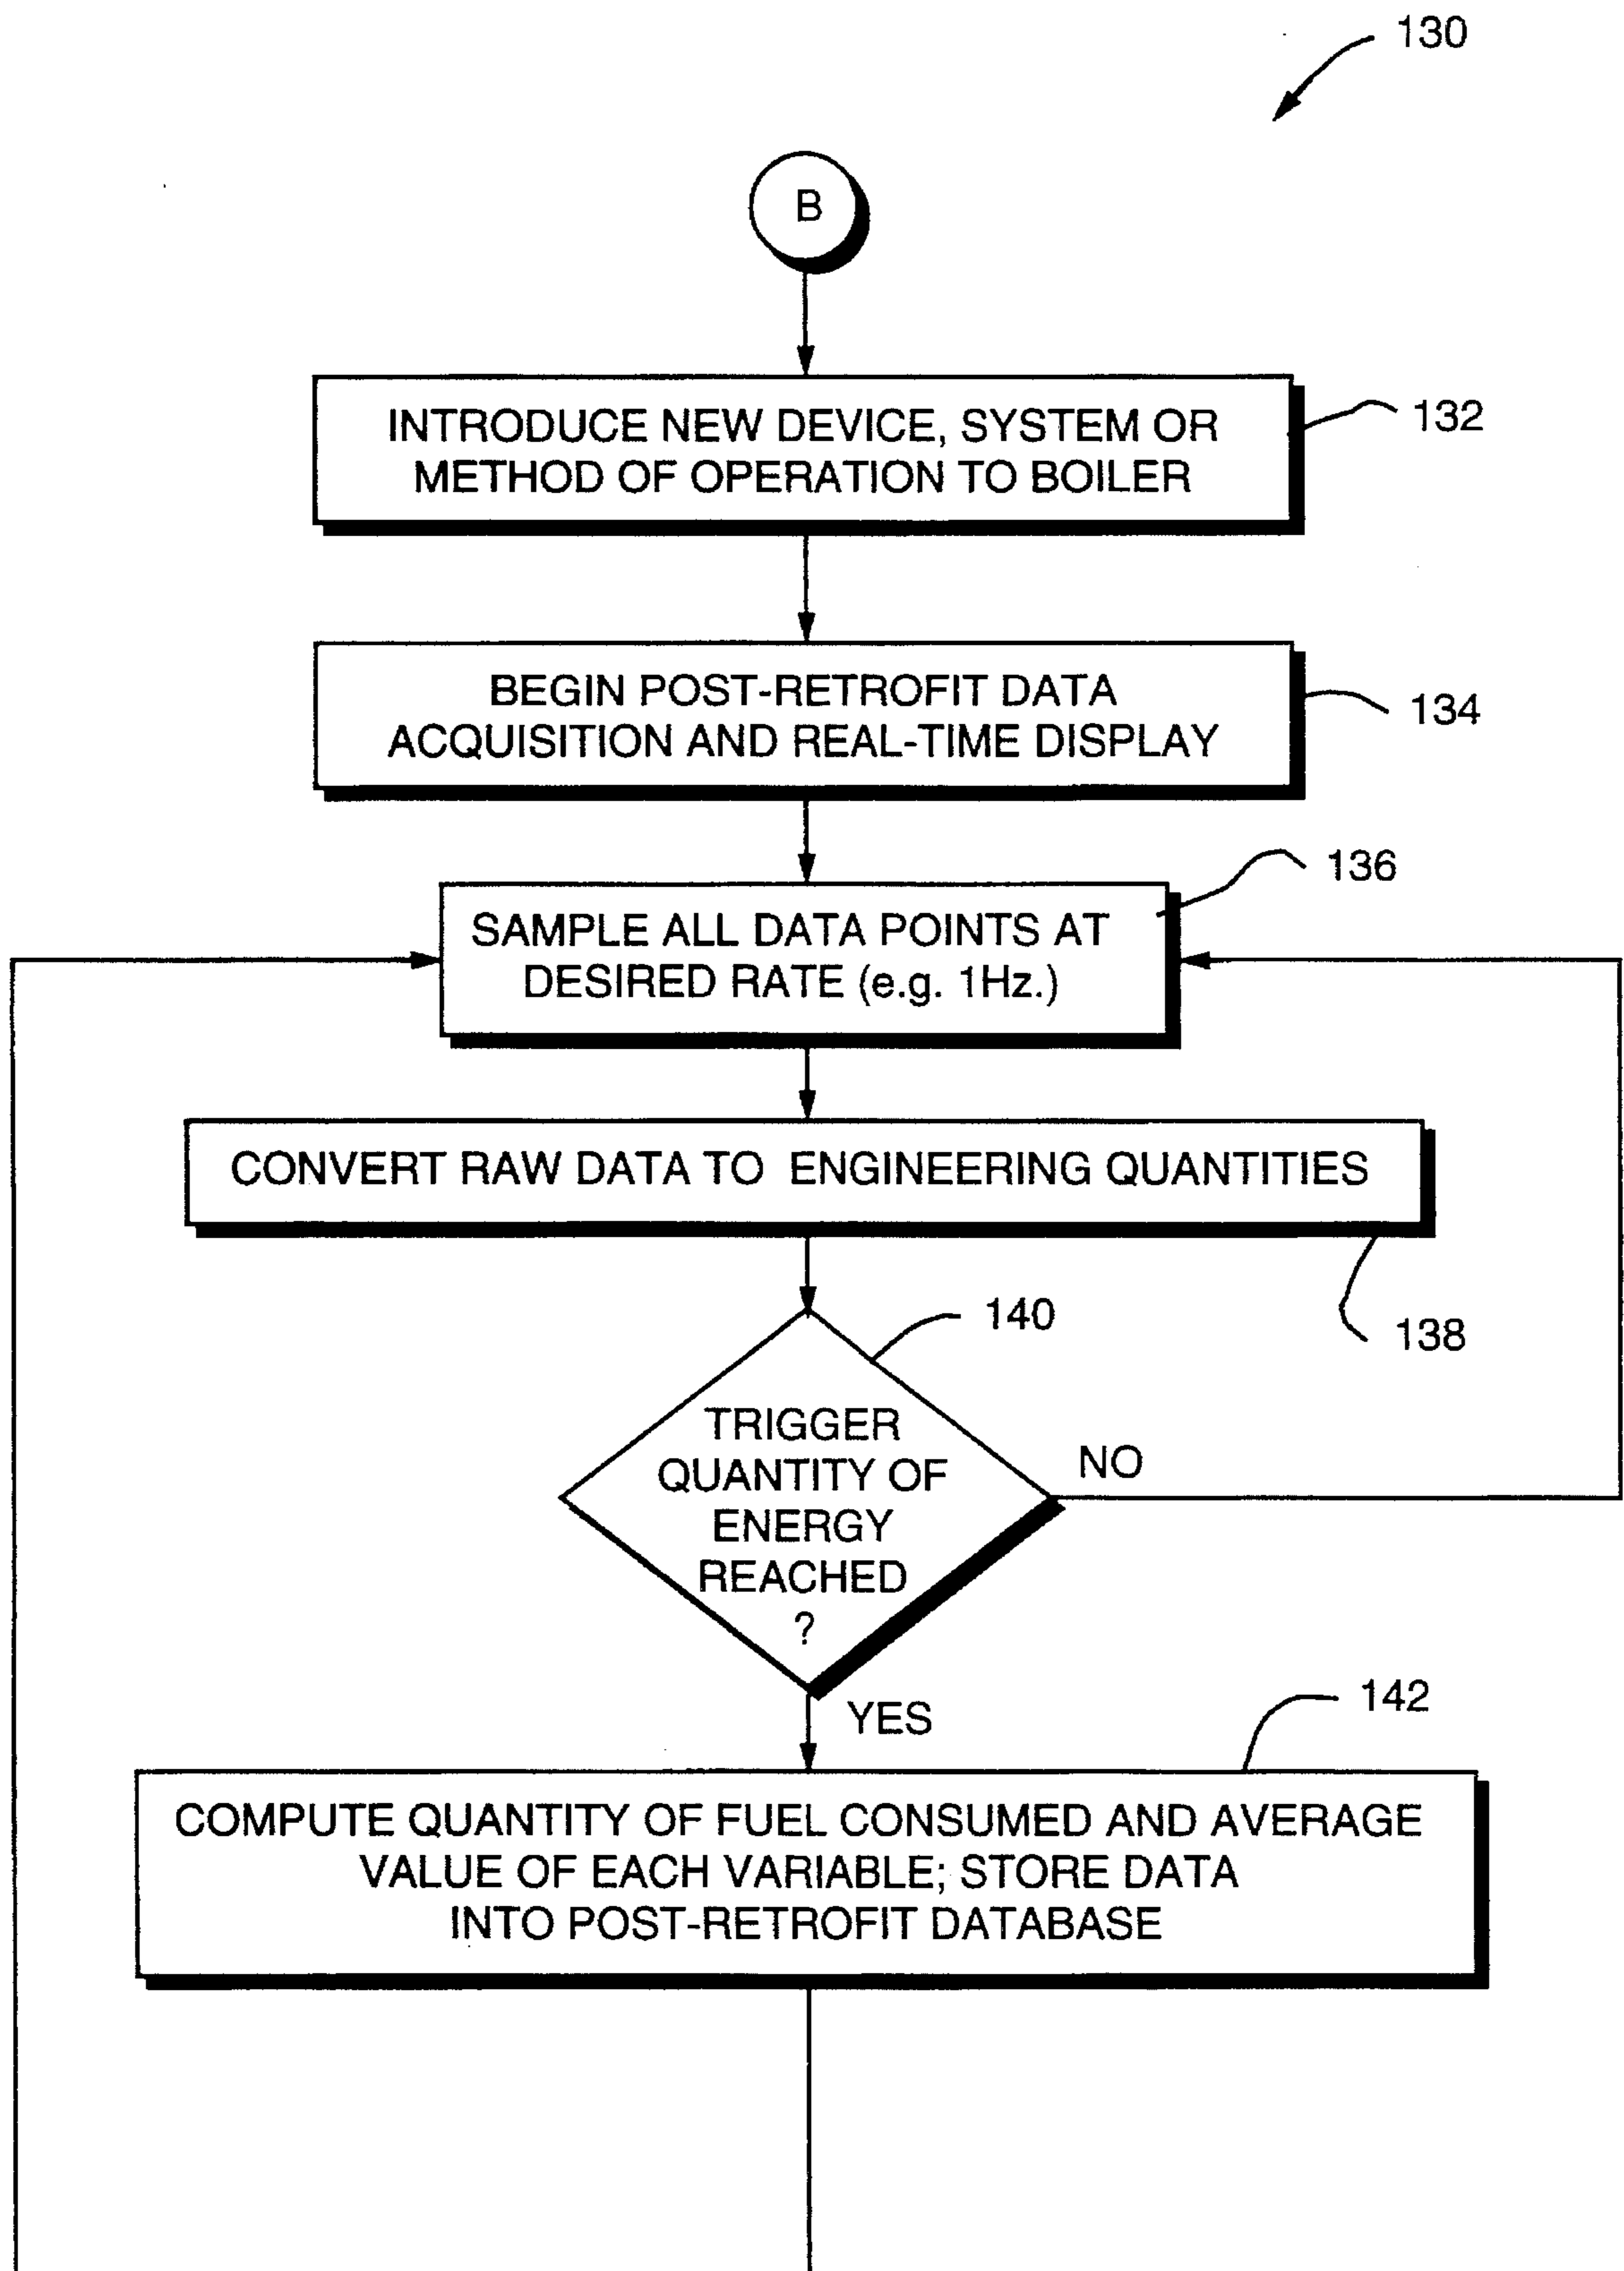 130
B
INTRODUCE NEW DEVICE, SYSTEM OR
METHOD OF OPERATION TO BOILER
132
BEGIN POST-RETROFIT DATA
ACQUISITION AND REAL-TIME DISPLAY
134
136
SAMPLE ALL DATA POINTS AT
DESIRED RATE (e.g. 1Hz.)
CONVERT RAW DATA TO ENGINEERING QUANTITIES
138
140
TRIGGER
QUANTITY OF
ENERGY
REACHED
?
NO
YES
142
COMPUTE QUANTITY OF FUEL CONSUMED AND AVERAGE
VALUE OF EACH VARIABLE; STORE DATA
INTO POST-RETROFIT DATABASE